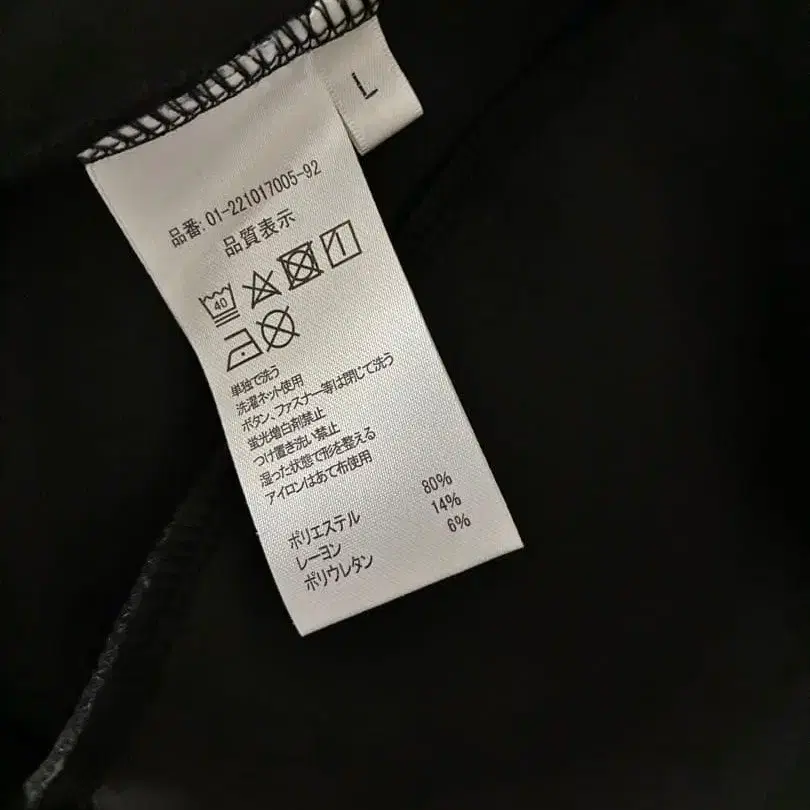 L
品番: 01-221017005-92
品質表示
40
単独で洗う
洗濯ネット使用
ボタン、ファスナー等は閉じて洗う
蛍光増白剤禁止
つけ置き洗い禁止
湿った状態で形を整える
アイロンはあて布使用
ポリエステル 80%
レーヨン 14%
ポリウレタン 6%